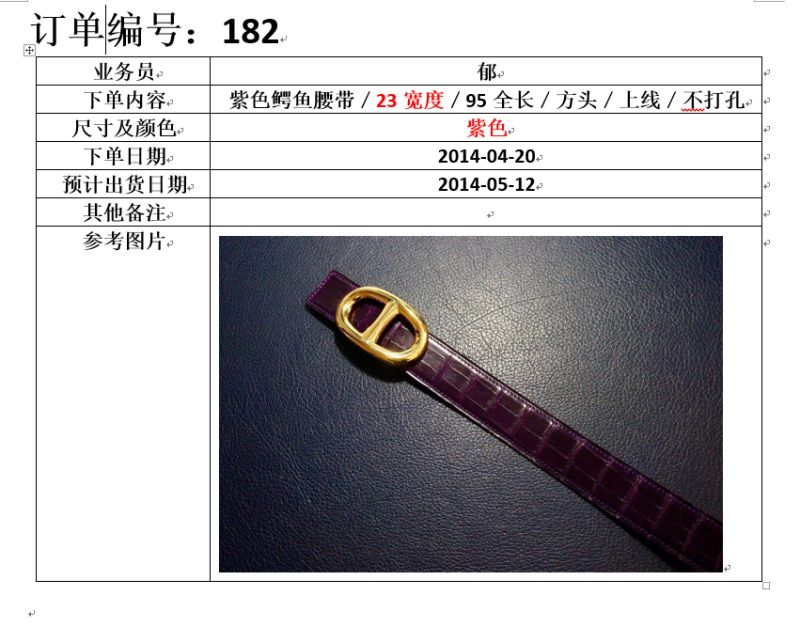 订单编号：182
业务员 郁
下单内容 紫色鳄鱼腰带 / 23 宽度 / 95 全长 / 方头 / 上线 / 不打孔
尺寸及颜色 紫色
下单日期 2014-04-20
预计出货日期 2014-05-12
其他备注
参考图片